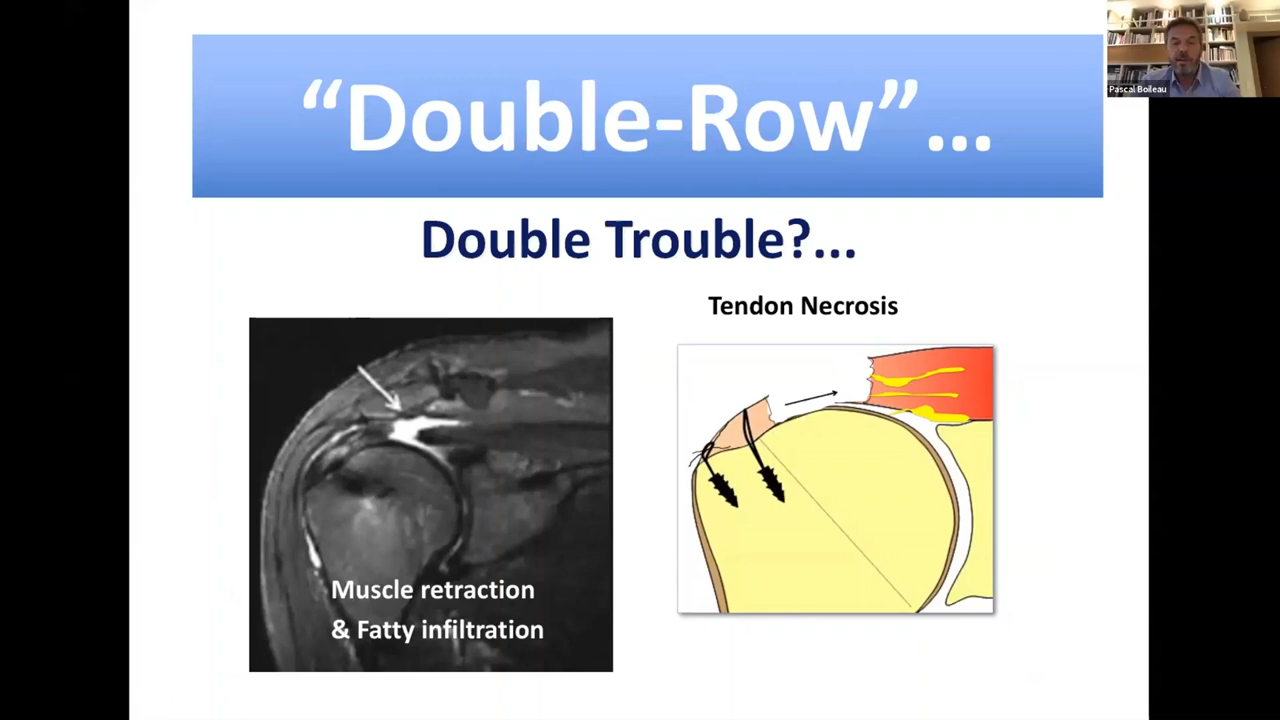 “Double-Row”...
Double Trouble?...
Tendon Necrosis
Muscle retraction
& Fatty infiltration
Pascal Boileau